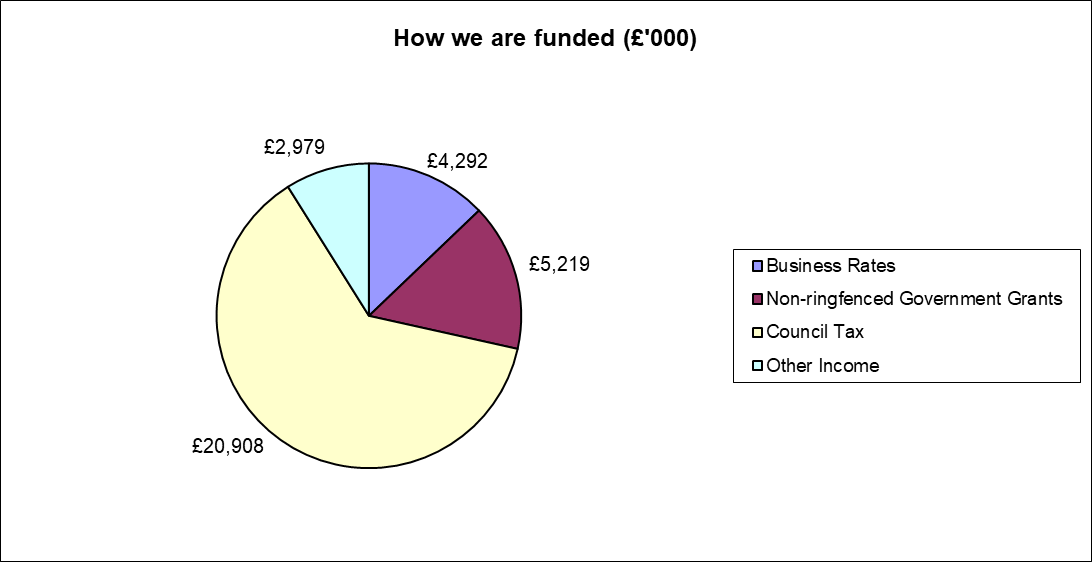 How we are funded (£'000)
£2,979
£4,292
£5,219
£20,908
Business Rates
Non-ringfenced Government Grants
Council Tax
Other Income